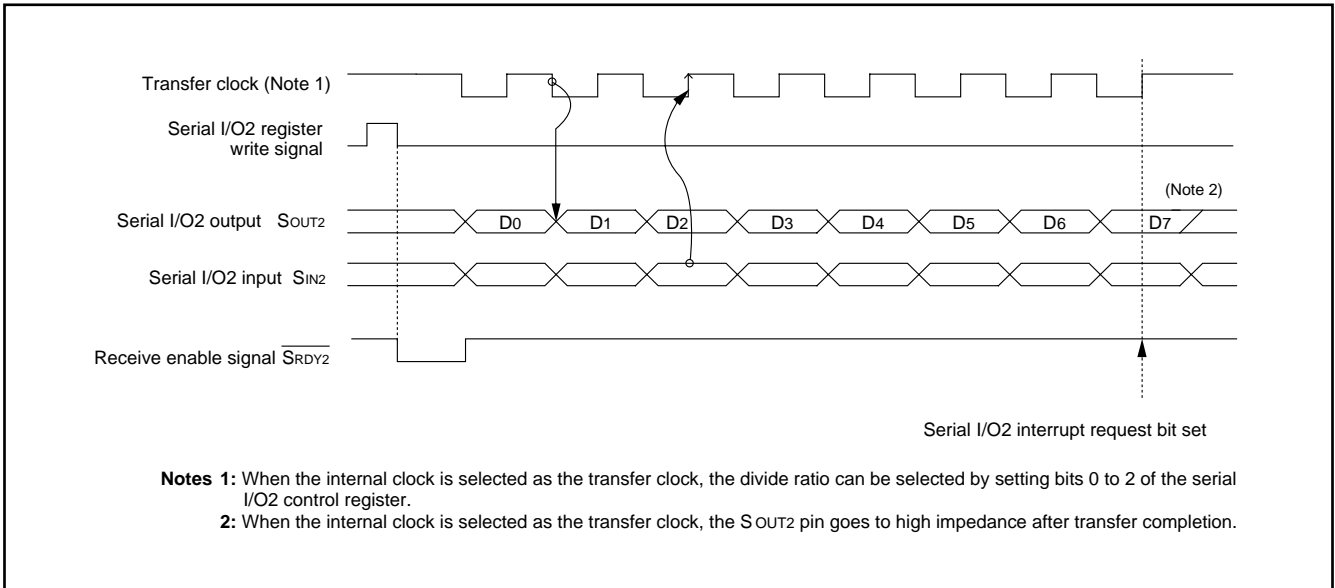 Transfer clock (Note 1)
Serial I/O2 register
write signal
(Note 2)
Serial I/O2 output SOUT2
D0 D1 D2 D3 D4 D5 D6 D7
Serial I/O2 input SIN2
Receive enable signal S̅R̅D̅Y̅2̅
Serial I/O2 interrupt request bit set
Notes 1: When the internal clock is selected as the transfer clock, the divide ratio can be selected by setting bits 0 to 2 of the serial
I/O2 control register.
2: When the internal clock is selected as the transfer clock, the SOUT2 pin goes to high impedance after transfer completion.